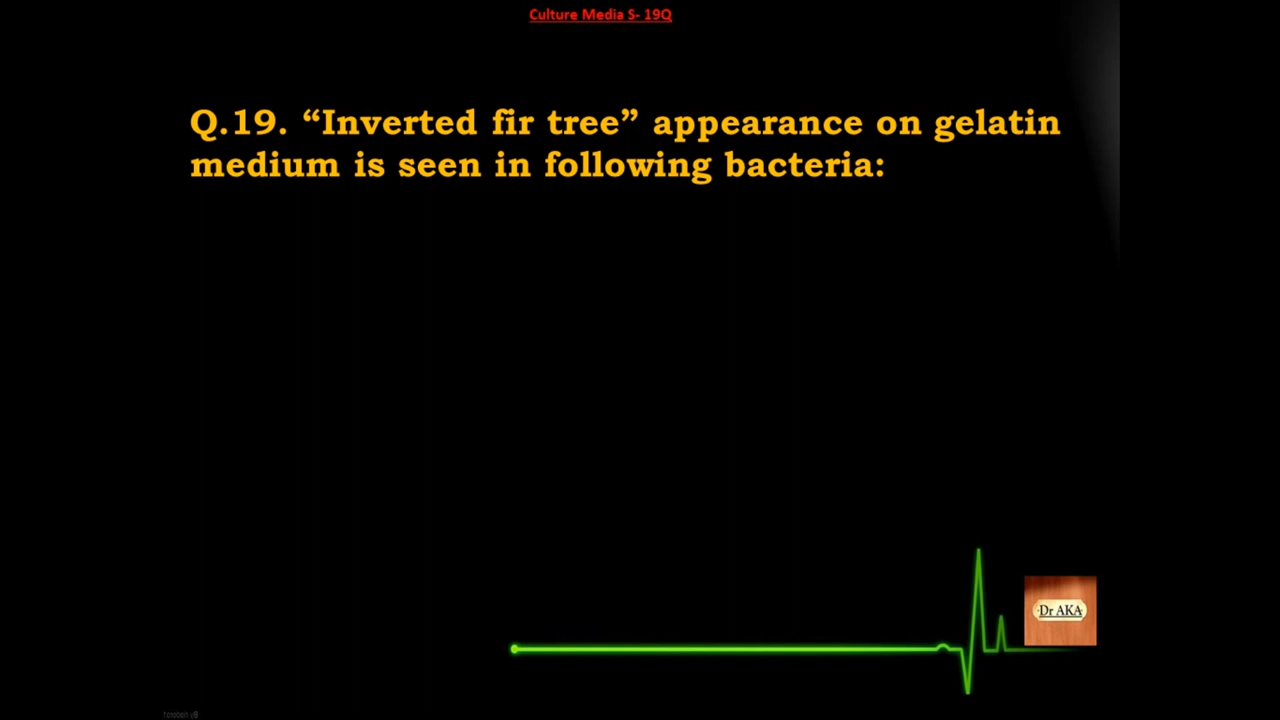 Culture Media S- 19Q
Q.19. “Inverted fir tree” appearance on gelatin
medium is seen in following bacteria:
Dr AKA